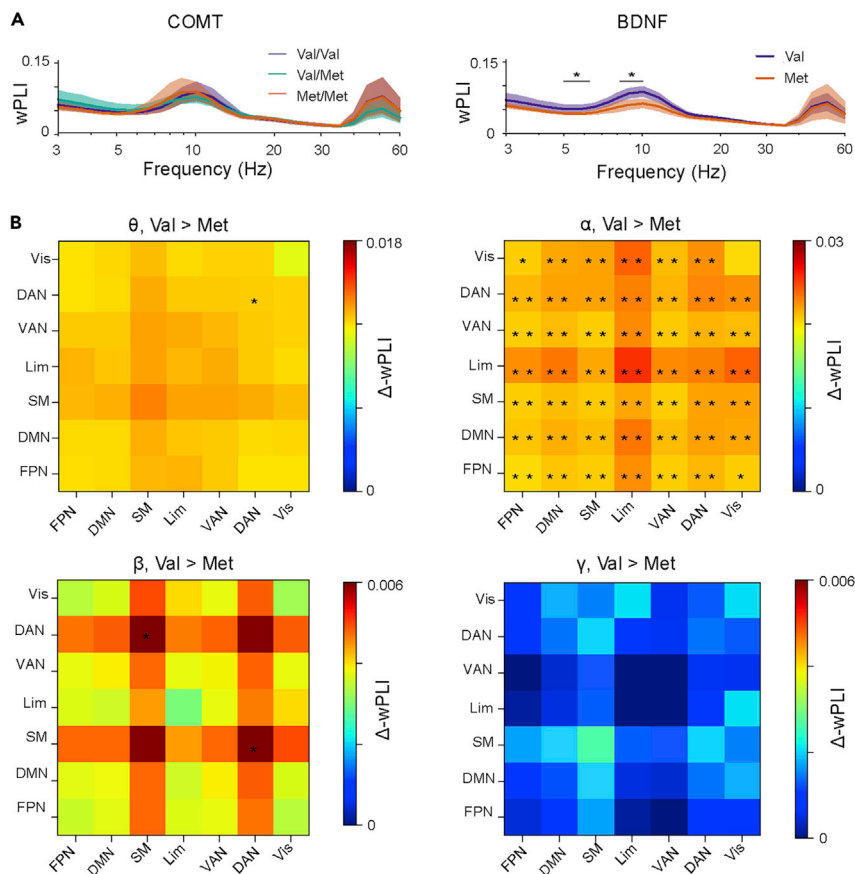 A
COMT
BDNF
0.15
wPLI
0
Val/Val
Val/Met
Met/Met
3
5
10
20
30
60
Frequency (Hz)
0.15
wPLI
0
* *
Val
Met
3
5
10
20
30
60
Frequency (Hz)
B
θ, Val > Met
Vis
DAN *
VAN
Lim
SM
DMN
FPN
FPN DMN SM Lim VAN DAN Vis
0.018
Δ-wPLI
0
α, Val > Met
Vis * ** ** ** ** **
DAN ** ** ** ** ** ** **
VAN ** ** ** ** ** ** **
Lim ** ** ** ** ** ** **
SM ** ** ** ** ** ** **
DMN ** ** ** ** ** ** **
FPN ** ** ** ** ** ** *
FPN DMN SM Lim VAN DAN Vis
0.03
Δ-wPLI
0
β, Val > Met
Vis
DAN *
VAN
Lim
SM *
DMN
FPN
FPN DMN SM Lim VAN DAN Vis
0.006
Δ-wPLI
0
γ, Val > Met
Vis
DAN
VAN
Lim
SM
DMN
FPN
FPN DMN SM Lim VAN DAN Vis
0.006
Δ-wPLI
0